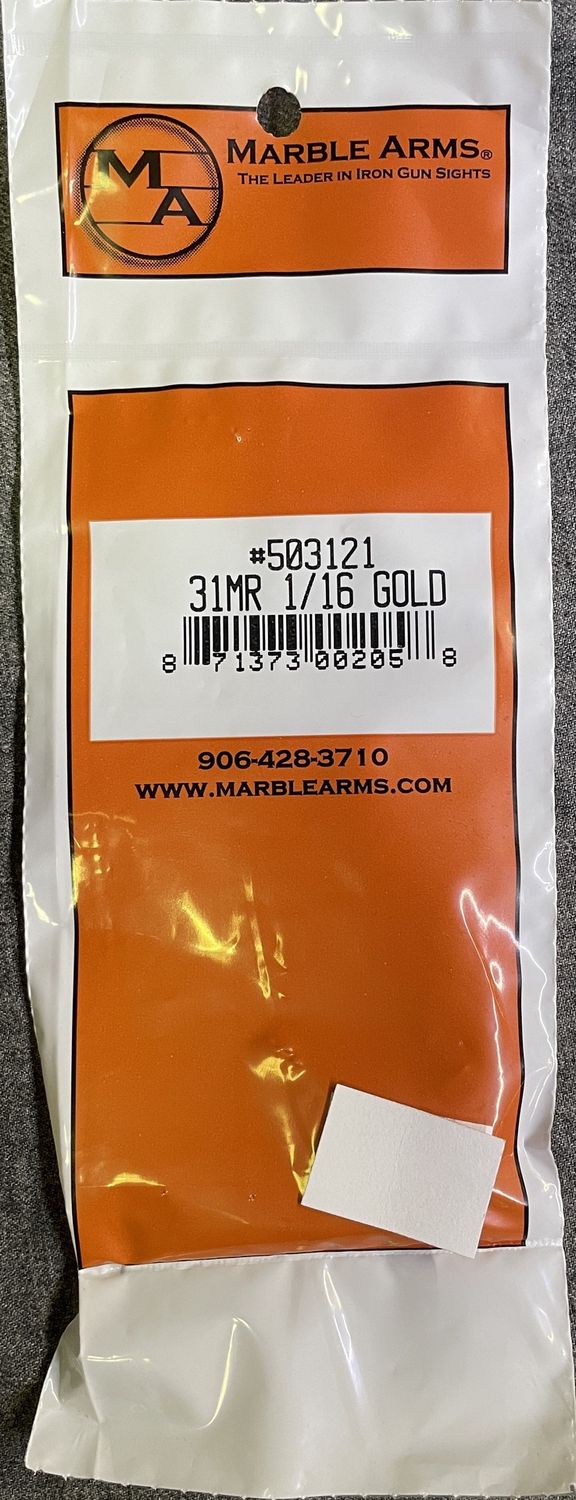 MA
MARBLE ARMS®
THE LEADER IN IRON GUN SIGHTS
#503121
31MR 1/16 GOLD
8 71373 00205 8
906-428-3710
WWW.MARBLEARMS.COM